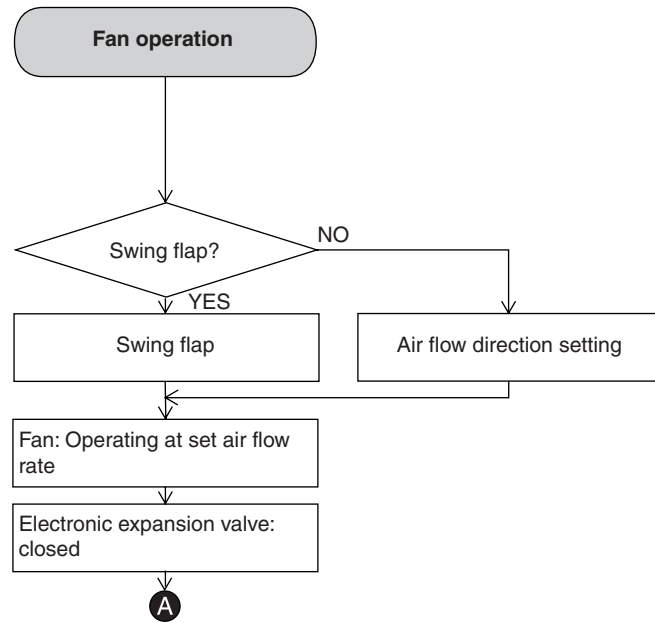 Fan operation
Swing flap?
NO
YES
Swing flap
Air flow direction setting
Fan: Operating at set air flow
rate
Electronic expansion valve:
closed
A